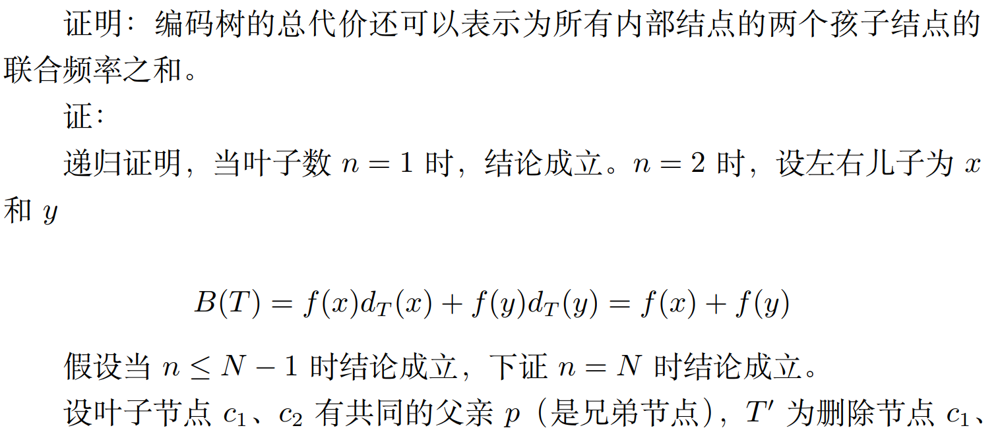 证明：编码树的总代价还可以表示为所有内部结点的两个孩子结点的
联合频率之和。
证：
递归证明，当叶子数 n = 1 时，结论成立。n = 2 时，设左右儿子为 x
和 y
B(T) = f(x)d_T(x) + f(y)d_T(y) = f(x) + f(y)
假设当 n ≤ N − 1 时结论成立，下证 n = N 时结论成立。
设叶子节点 c₁、c₂ 有共同的父亲 p（是兄弟节点），T′ 为删除节点 c₁、